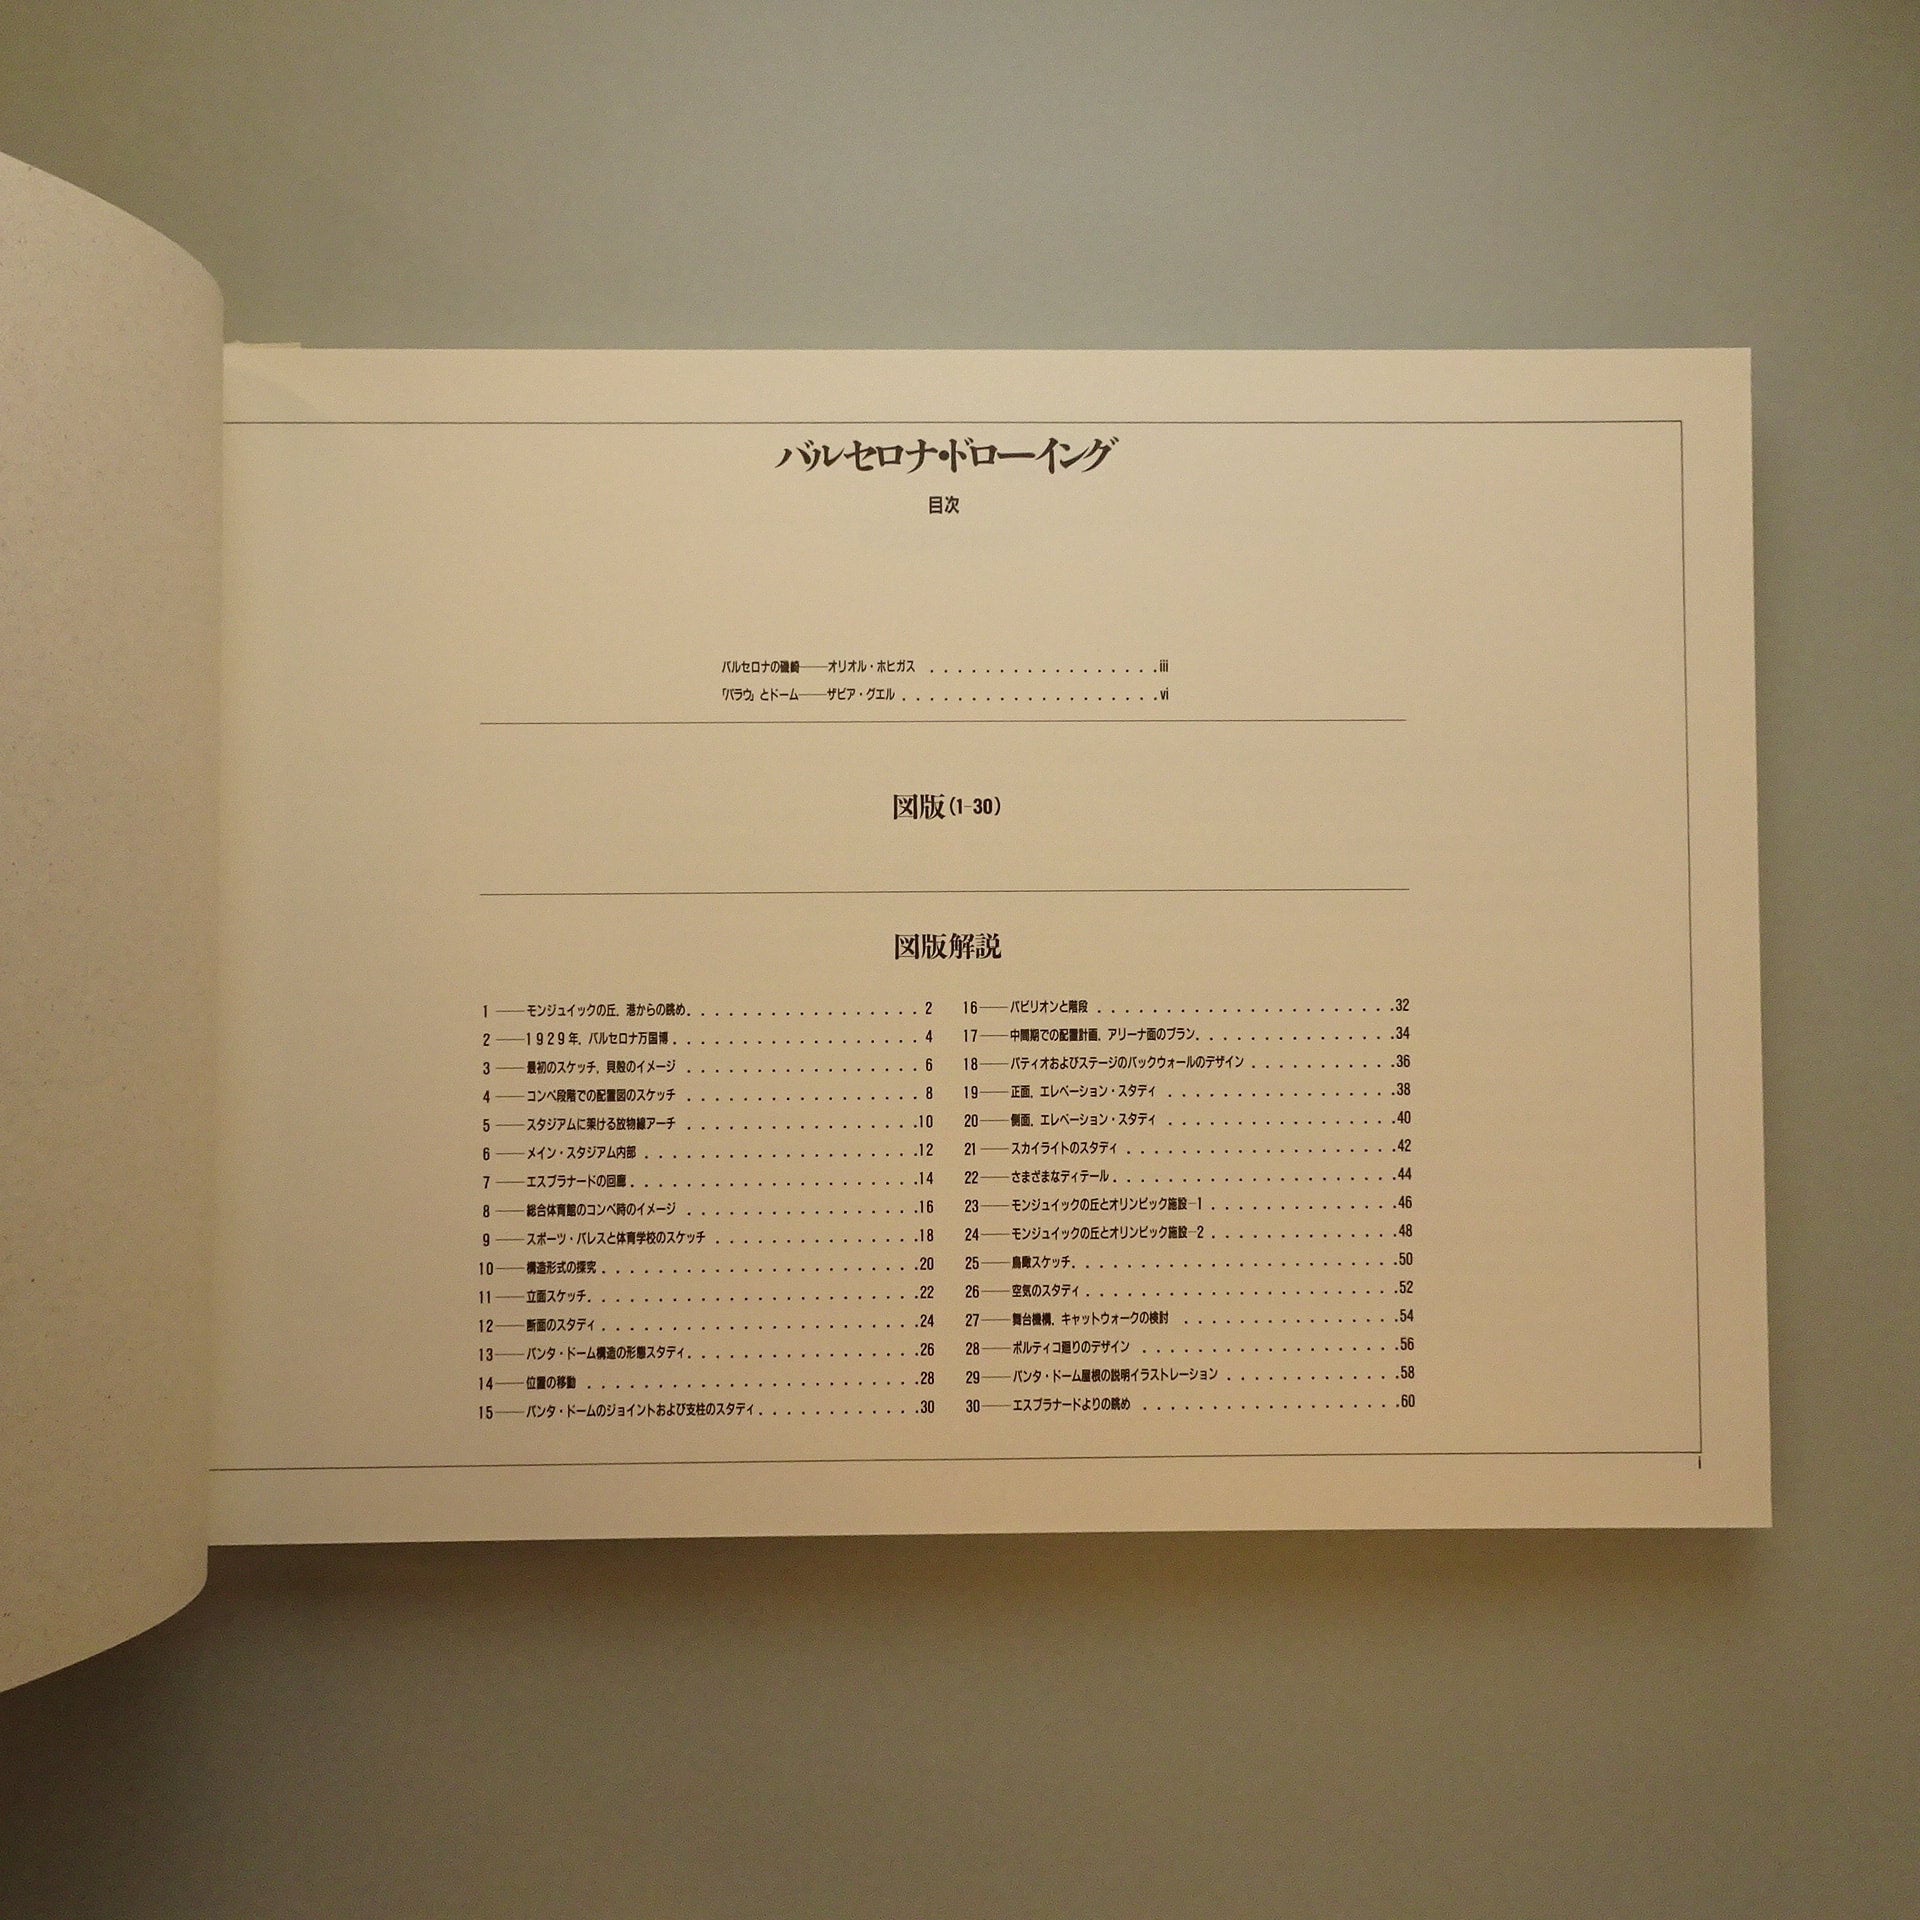 バルセロナ・ドローイング
目次
バルセロナの磯崎——オリオル・ホヒガス ..................iii
「パラウ」とドーム——ザビア・グエル...................vi
図版(1-30)
図版解説
1——モンジュイックの丘，港からの眺め.................2
2——1929年，バルセロナ万国博..................4
3——最初のスケッチ，貝殻のイメージ .................6
4——コンペ段階での配置図のスケッチ .................8
5——スタジアムに架ける放物線アーチ .................10
6——メイン・スタジアム内部 ....................12
7——エスプラナードの回廊.....................14
8——総合体育館のコンペ時のイメージ .................16
9——スポーツ・パレスと体育学校のスケッチ ...............18
10——構造形式の探究.......................20
11——立面スケッチ........................22
12——断面のスタディ.......................24
13——パンタ・ドーム構造の形態スタディ.................26
14——位置の移動 ........................28
15——パンタ・ドームのジョイントおよび支柱のスタディ............30
16——パビリオンと階段 ......................32
17——中間期での配置計画，アリーナ面のプラン...............34
18——パティオおよびステージのバックウォールのデザイン ...........36
19——正面，エレベーション・スタディ .................38
20——側面，エレベーション・スタディ .................40
21——スカイライトのスタディ ....................42
22——さまざまなディテール.....................44
23——モンジュイックの丘とオリンピック施設—1..............46
24——モンジュイックの丘とオリンピック施設—2..............48
25——鳥瞰スケッチ........................50
26——空気のスタディ.......................52
27——舞台機構，キャットウォークの検討 ................54
28——ポルティコ廻りのデザイン ...................56
29——パンタ・ドーム屋根の説明イラストレーション .............58
30——エスプラナードよりの眺め ...................60
i